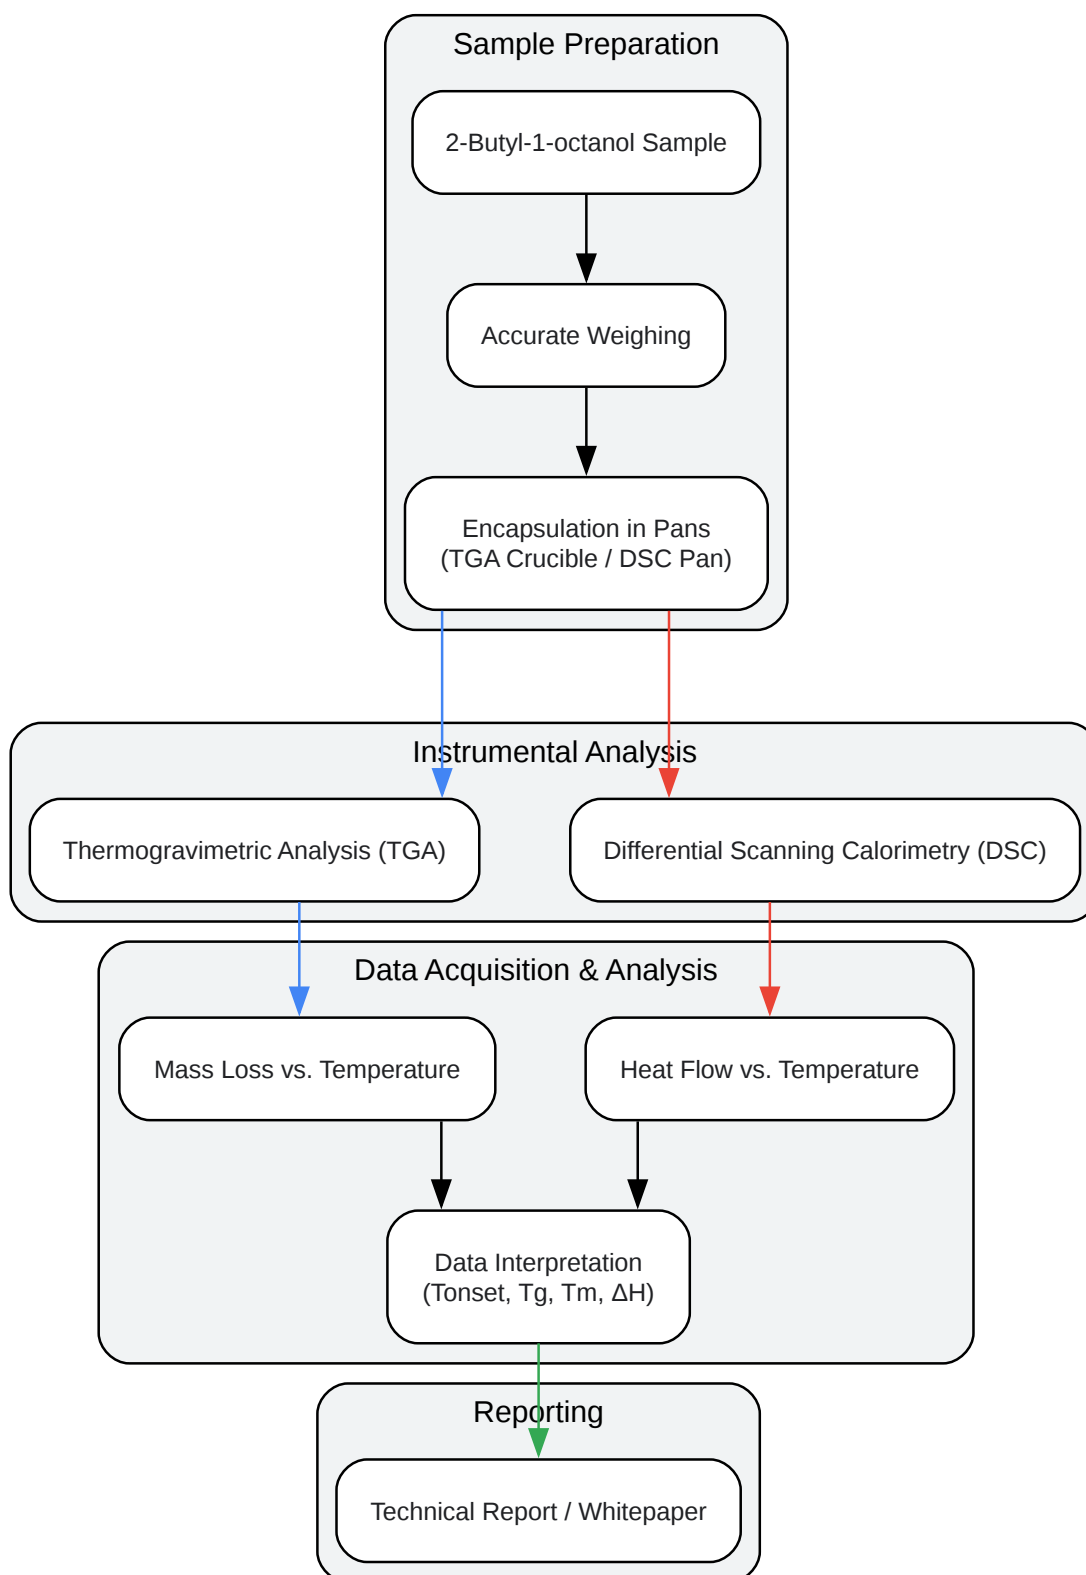 Sample Preparation
2-Butyl-1-octanol Sample
Accurate Weighing
Encapsulation in Pans
(TGA Crucible / DSC Pan)
Instrumental Analysis
Thermogravimetric Analysis (TGA)
Differential Scanning Calorimetry (DSC)
Data Acquisition & Analysis
Mass Loss vs. Temperature
Heat Flow vs. Temperature
Data Interpretation
(Tonset, Tg, Tm, ΔH)
Reporting
Technical Report / Whitepaper